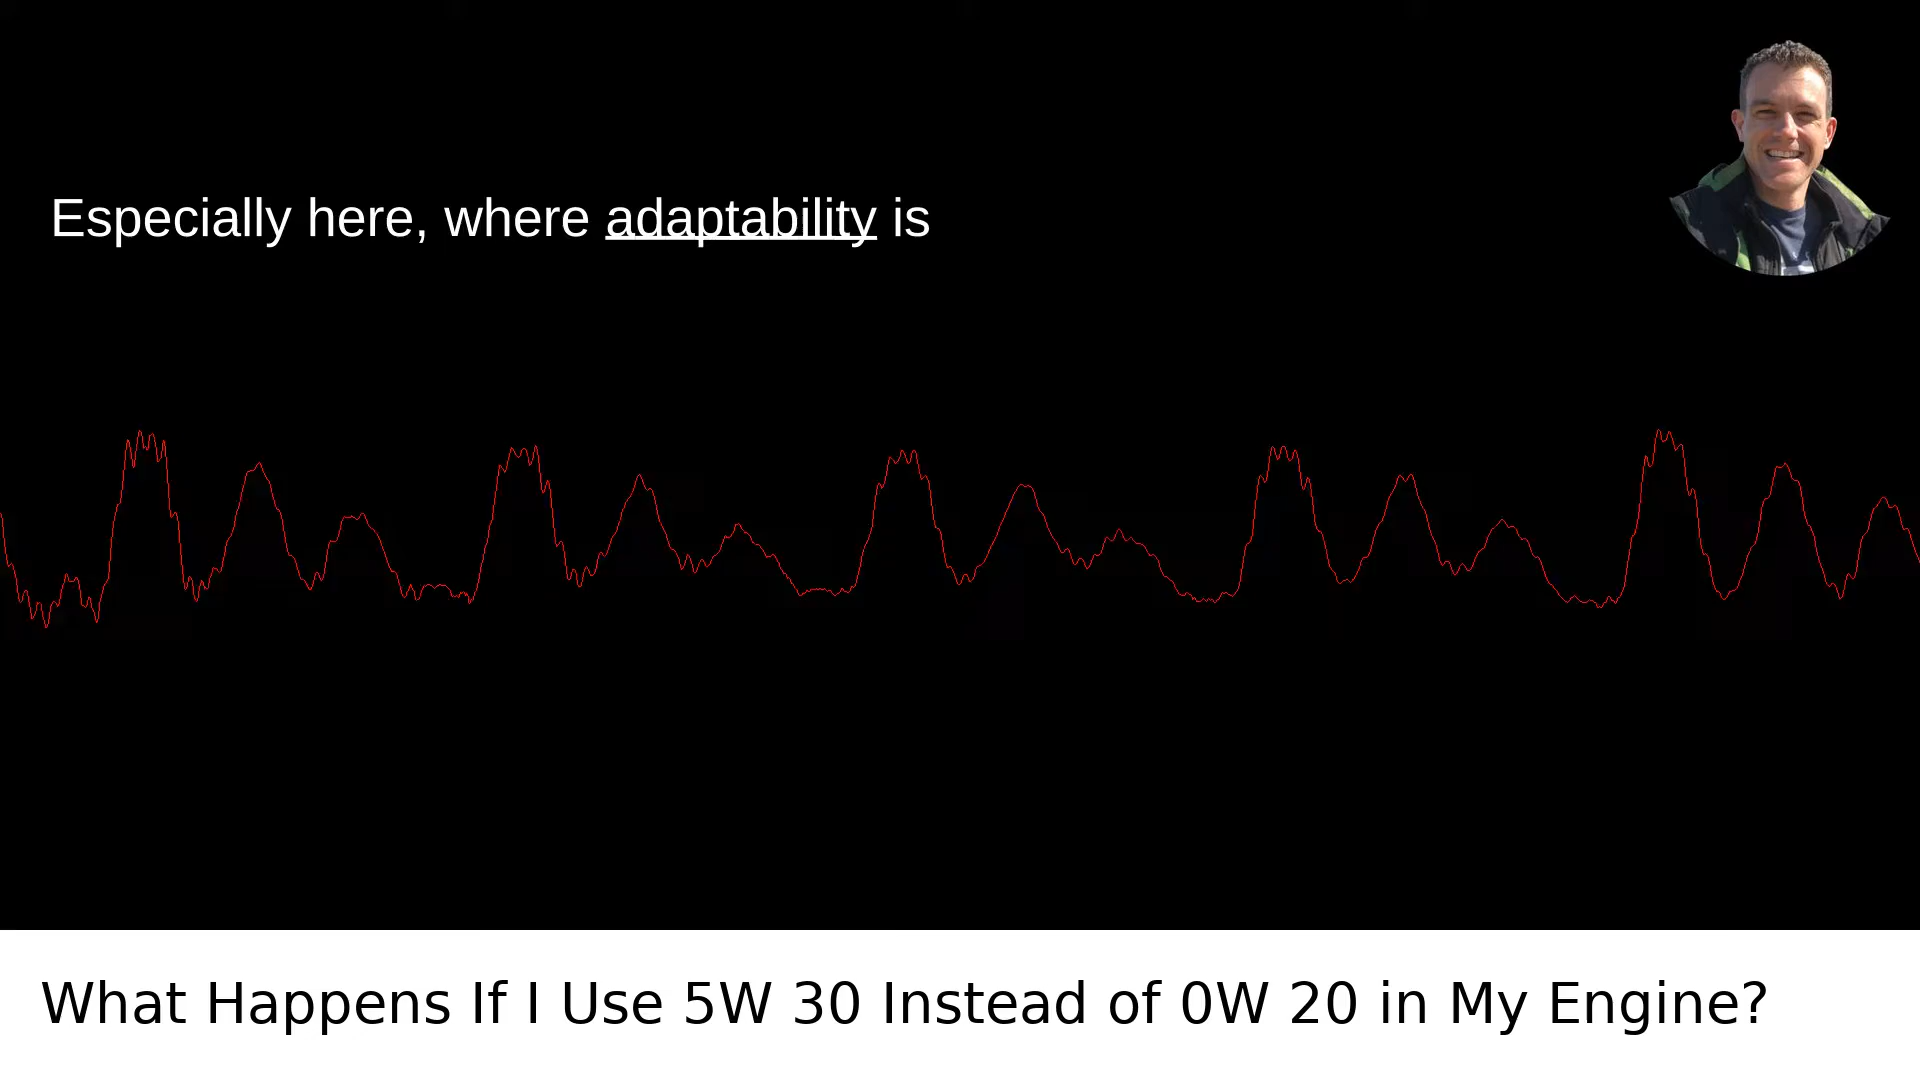 Especially here, where adaptability is
What Happens If I Use 5W 30 Instead of 0W 20 in My Engine?